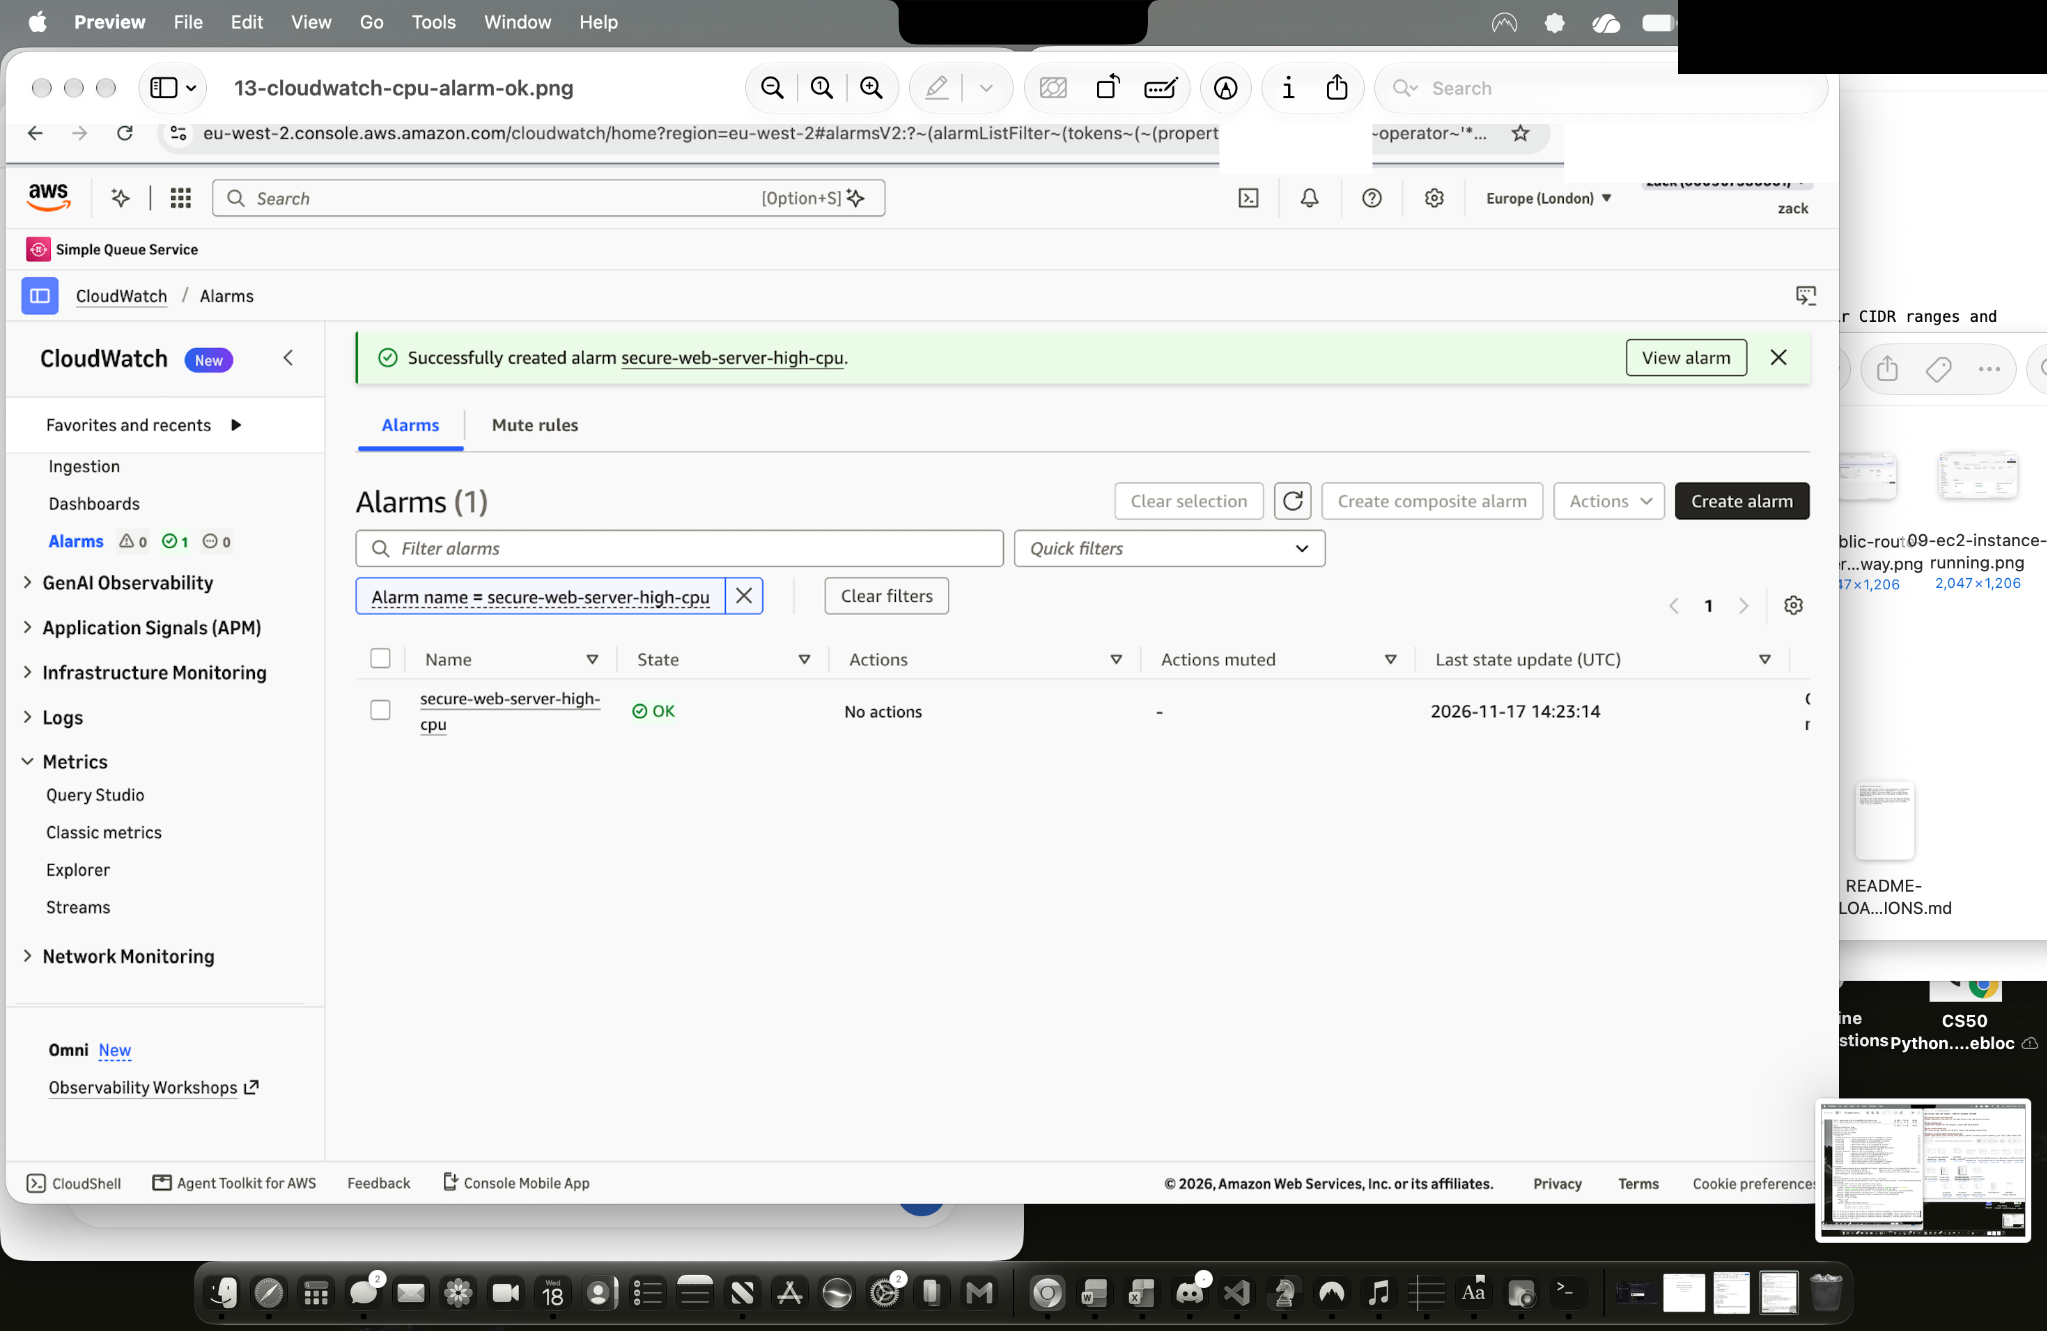 Preview File Edit View Go Tools Window Help
13-cloudwatch-cpu-alarm-ok.png
Search
eu-west-2.console.aws.amazon.com/cloudwatch/home?region=eu-west-2#alarmsV2:?~(alarmListFilter~(tokens~(~(propert ~operator~'*...
aws
Search [Option+S]
Europe (London)
zack
Simple Queue Service
CloudWatch / Alarms
CIDR ranges and
CloudWatch New
Successfully created alarm secure-web-server-high-cpu.
View alarm
Favorites and recents
Alarms Mute rules
Ingestion
Dashboards
Alarms 0 1 0
GenAI Observability
Application Signals (APM)
Infrastructure Monitoring
Logs
Metrics
Query Studio
Classic metrics
Explorer
Streams
Network Monitoring
Omni New
Observability Workshops
Alarms (1)
Clear selection Create composite alarm Actions Create alarm
Filter alarms Quick filters
Alarm name = secure-web-server-high-cpu Clear filters
1
Name State Actions Actions muted Last state update (UTC)
secure-web-server-high-
cpu
OK No actions - 2026-11-17 14:23:14
09-ec2-instance-
running.png
...way.png
2,047×1,206
README-
LOA...IONS.md
CS50
Python....ebloc
CloudShell Agent Toolkit for AWS Feedback Console Mobile App
© 2026, Amazon Web Services, Inc. or its affiliates. Privacy Terms Cookie preferences
2
Wed
18
2
W
X
Aa